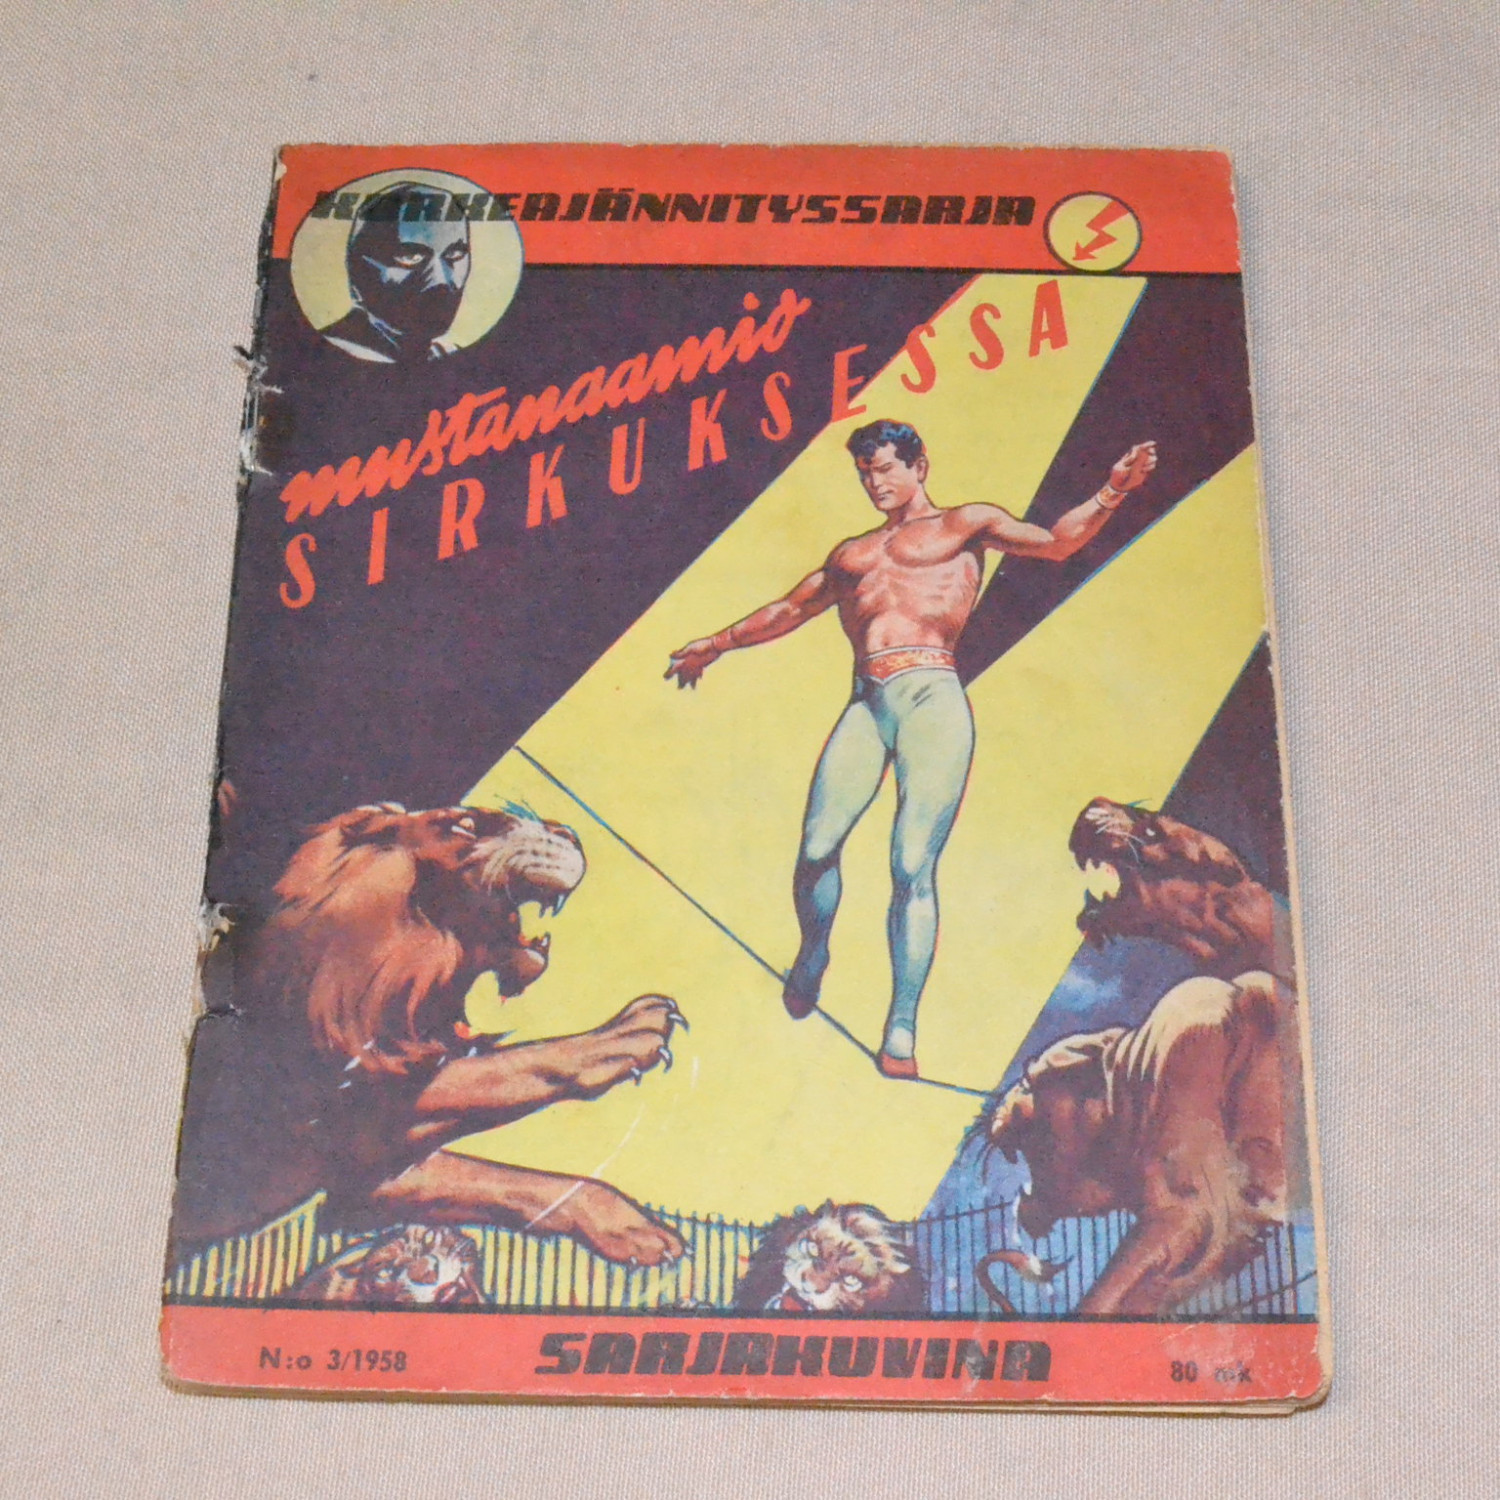 KORKEAJÄNNITYSSARJA
mustanaamio
SIRKUKSESSA
N:o 3/1958
SARJAKUVINA
80 mk